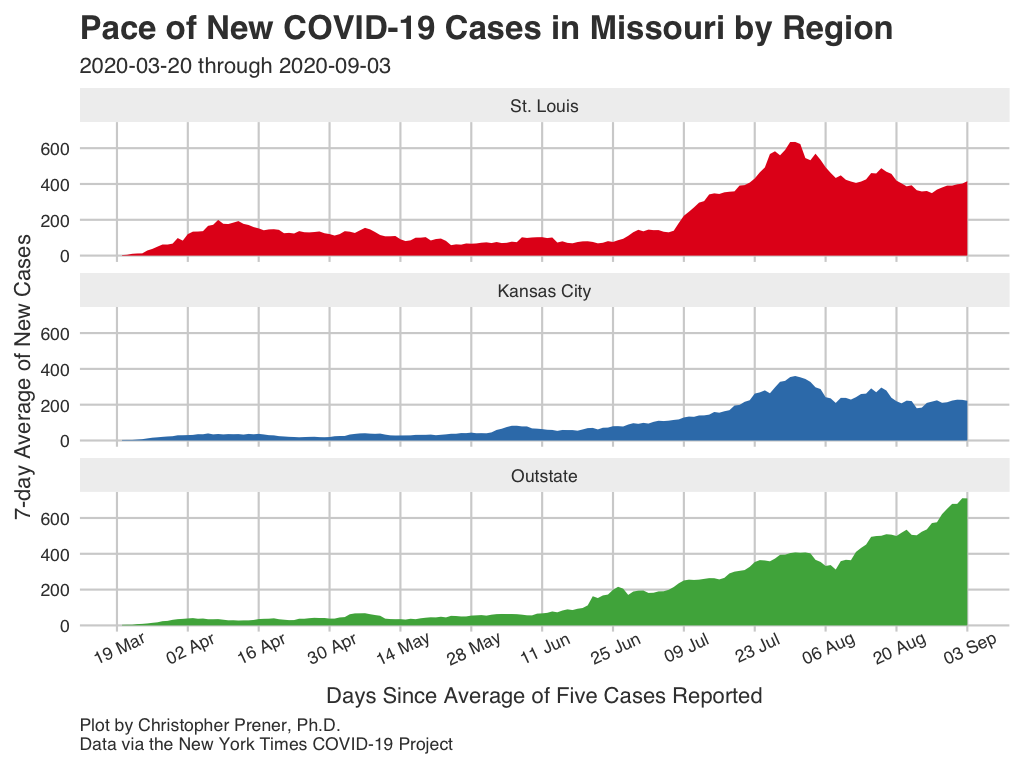 Pace of New COVID-19 Cases in Missouri by Region
2020-03-20 through 2020-09-03
7-day Average of New Cases
St. Louis
600
400
200
0
Kansas City
600
400
200
0
Outstate
600
400
200
0
19 Mar
02 Apr
16 Apr
30 Apr
14 May
28 May
11 Jun
25 Jun
09 Jul
23 Jul
06 Aug
20 Aug
03 Sep
Days Since Average of Five Cases Reported
Plot by Christopher Prener, Ph.D.
Data via the New York Times COVID-19 Project